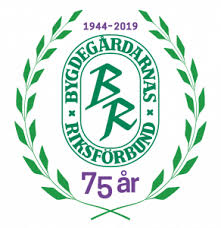 1944-2019
BYGDEGÅRDARNAS
BR
RIKSFÖRBUND
75 år